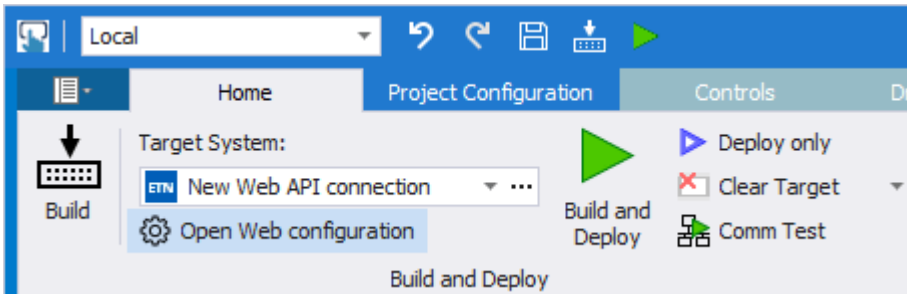 Local
Home
Project Configuration
Controls
Target System:
ETN New Web API connection
Open Web configuration
Build
Build and
Deploy
Deploy only
Clear Target
Comm Test
Build and Deploy